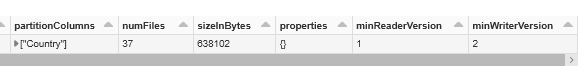 partitionColumns numFiles sizeInBytes properties minReaderVersion minWriterVersion
["Country"] 37 638102 {} 1 2